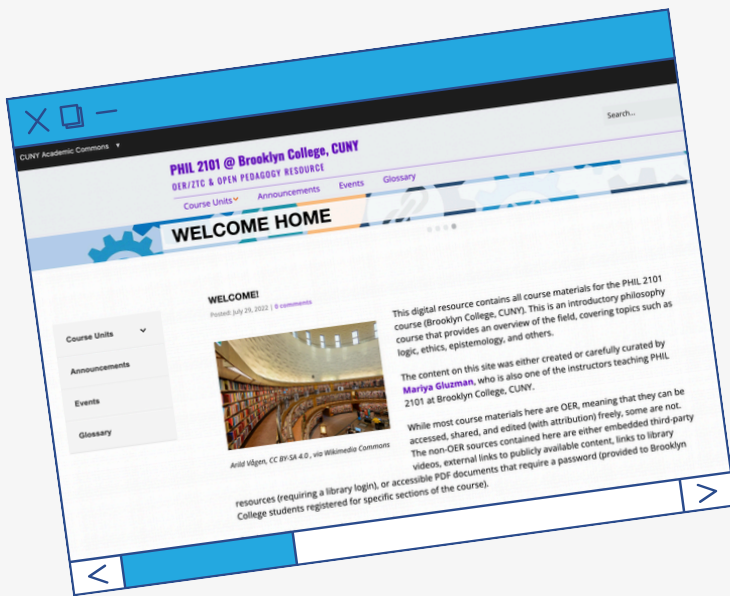 CUNY Academic Commons
Search...
PHIL 2101 @ Brooklyn College, CUNY
OER/ZTC & OPEN PEDAGOGY RESOURCE
Course Units Announcements Events Glossary
WELCOME HOME
Course Units
Announcements
Events
Glossary
WELCOME!
Posted: July 29, 2022 | 0 comments
Arild Vågen, CC BY-SA 4.0 , via Wikimedia Commons
This digital resource contains all course materials for the PHIL 2101
course (Brooklyn College, CUNY). This is an introductory philosophy
course that provides an overview of the field, covering topics such as
logic, ethics, epistemology, and others.
The content on this site was either created or carefully curated by
Mariya Gluzman, who is also one of the instructors teaching PHIL
2101 at Brooklyn College, CUNY.
While most course materials here are OER, meaning that they can be
accessed, shared, and edited (with attribution) freely, some are not.
The non-OER sources contained here are either embedded third-party
videos, external links to publicly available content, links to library
resources (requiring a library login), or accessible PDF documents that require a password (provided to Brooklyn
College students registered for specific sections of the course).